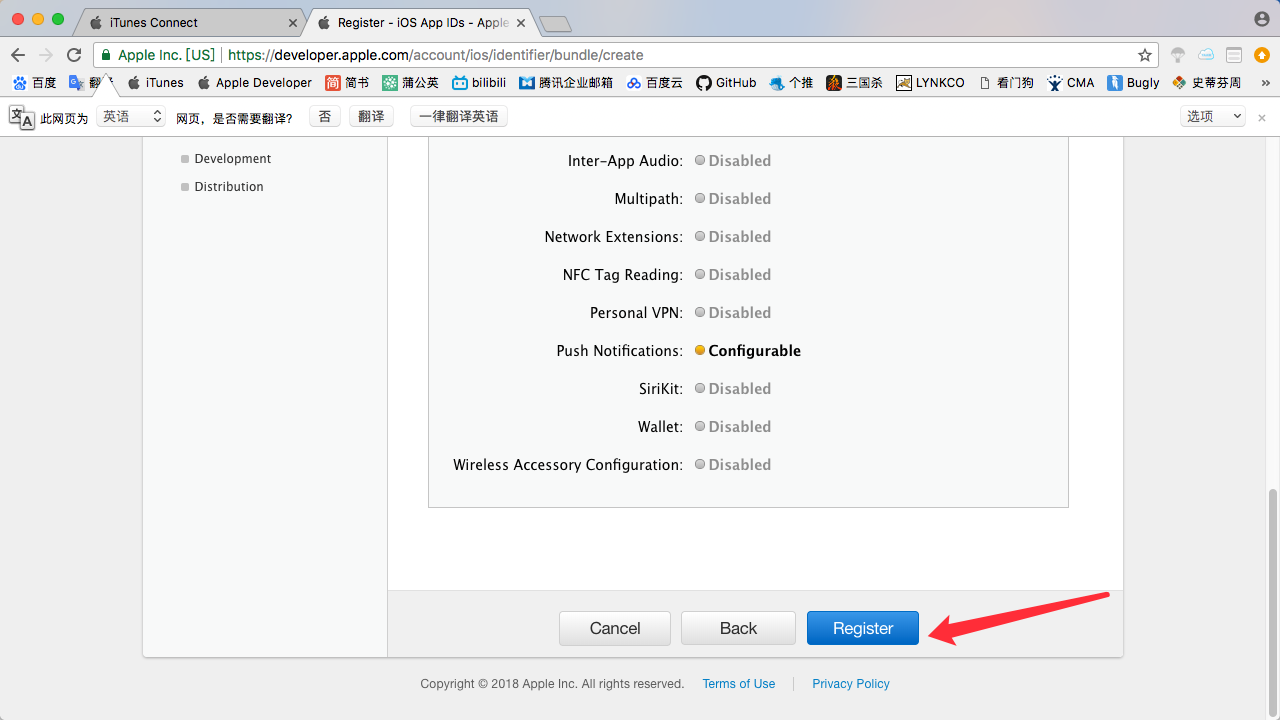 iTunes Connect
Register - iOS App IDs - Apple
Apple Inc. [US] https://developer.apple.com/account/ios/identifier/bundle/create
百度 iTunes Apple Developer 简书 蒲公英 bilibili 腾讯企业邮箱 百度云 GitHub 个推 三国杀 LYNKCO 看门狗 CMA Bugly 史蒂芬周 »
此网页为 英语 网页，是否需要翻译? 否 翻译 一律翻译英语 选项
Development
Distribution
Inter-App Audio: Disabled
Multipath: Disabled
Network Extensions: Disabled
NFC Tag Reading: Disabled
Personal VPN: Disabled
Push Notifications: Configurable
SiriKit: Disabled
Wallet: Disabled
Wireless Accessory Configuration: Disabled
Cancel Back Register
Copyright © 2018 Apple Inc. All rights reserved. Terms of Use Privacy Policy